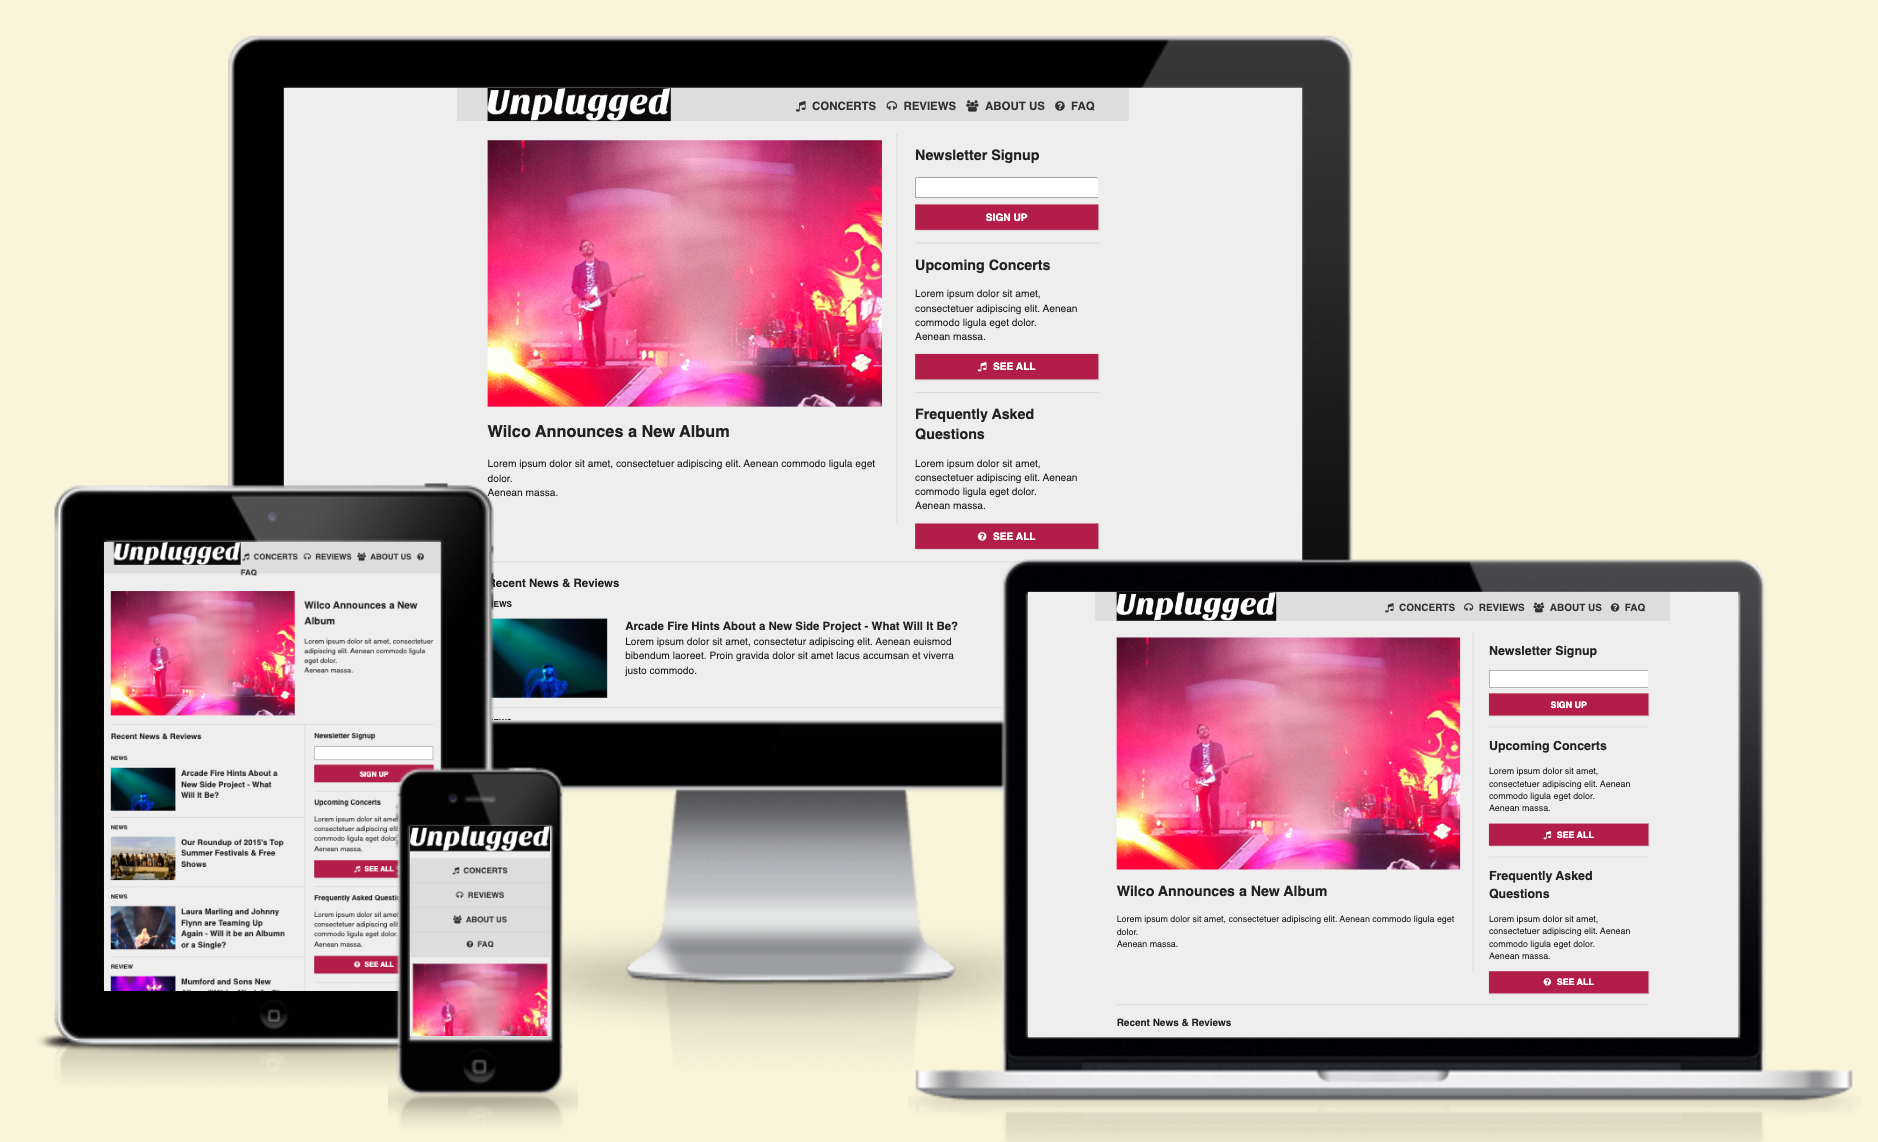 Unplugged
CONCERTS REVIEWS ABOUT US FAQ
Newsletter Signup
SIGN UP
Upcoming Concerts
Lorem ipsum dolor sit amet,
consectetuer adipiscing elit. Aenean
commodo ligula eget dolor.
Aenean massa.
SEE ALL
Frequently Asked
Questions
Lorem ipsum dolor sit amet,
consectetuer adipiscing elit. Aenean
commodo ligula eget dolor.
Aenean massa.
SEE ALL
Wilco Announces a New Album
Lorem ipsum dolor sit amet, consectetuer adipiscing elit. Aenean commodo ligula eget
dolor.
Aenean massa.
Recent News & Reviews
NEWS
Arcade Fire Hints About a New Side Project - What Will It Be?
Lorem ipsum dolor sit amet, consectetur adipiscing elit. Aenean euismod
bibendum laoreet. Proin gravida dolor sit amet lacus accumsan et viverra
justo commodo.
Unplugged
CONCERTS REVIEWS ABOUT US
FAQ
Wilco Announces a New
Album
Lorem ipsum dolor sit amet, consectetuer
adipiscing elit. Aenean commodo ligula
eget dolor.
Aenean massa.
Recent News & Reviews
NEWS
Arcade Fire Hints About a
New Side Project - What
Will It Be?
NEWS
Our Roundup of 2015's Top
Summer Festivals & Free
Shows
NEWS
Laura Marling and Johnny
Flynn are Teaming Up
Again - Will it be an Albumn
or a Single?
REVIEW
Mumford and Sons New
Newsletter Signup
SIGN UP
Upcoming Concerts
Lorem ipsum dolor sit amet
consectetuer adipiscing eli
commodo ligula eget dolor
Aenean massa.
SEE ALL
Frequently Asked Questi
Lorem ipsum dolor sit amet
consectetuer adipiscing eli
commodo ligula eget dolor
Aenean massa.
SEE ALL
Unplugged
CONCERTS
REVIEWS
ABOUT US
FAQ
Unplugged
CONCERTS REVIEWS ABOUT US FAQ
Newsletter Signup
SIGN UP
Upcoming Concerts
Lorem ipsum dolor sit amet,
consectetuer adipiscing elit. Aenean
commodo ligula eget dolor.
Aenean massa.
SEE ALL
Frequently Asked
Questions
Lorem ipsum dolor sit amet,
consectetuer adipiscing elit. Aenean
commodo ligula eget dolor.
Aenean massa.
SEE ALL
Wilco Announces a New Album
Lorem ipsum dolor sit amet, consectetuer adipiscing elit. Aenean commodo ligula eget
dolor.
Aenean massa.
Recent News & Reviews